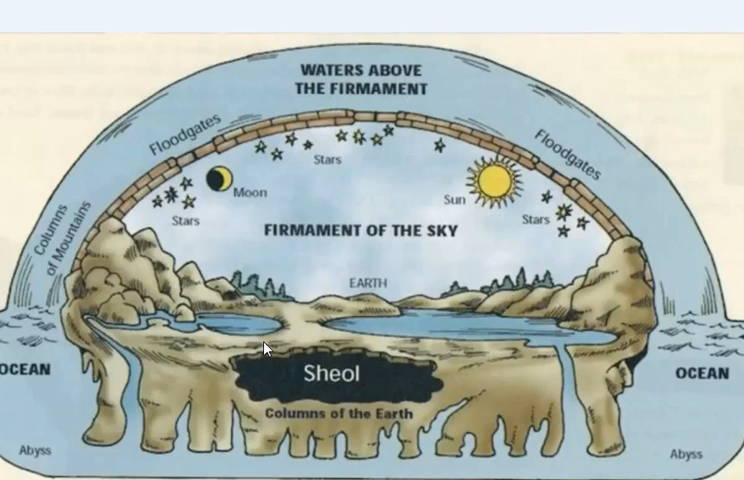 WATERS ABOVE
THE FIRMAMENT
Floodgates
Floodgates
Stars
Moon
Sun
Stars
Stars
Columns
of Mountains
FIRMAMENT OF THE SKY
EARTH
OCEAN
Sheol
OCEAN
Columns of the Earth
Abyss
Abyss